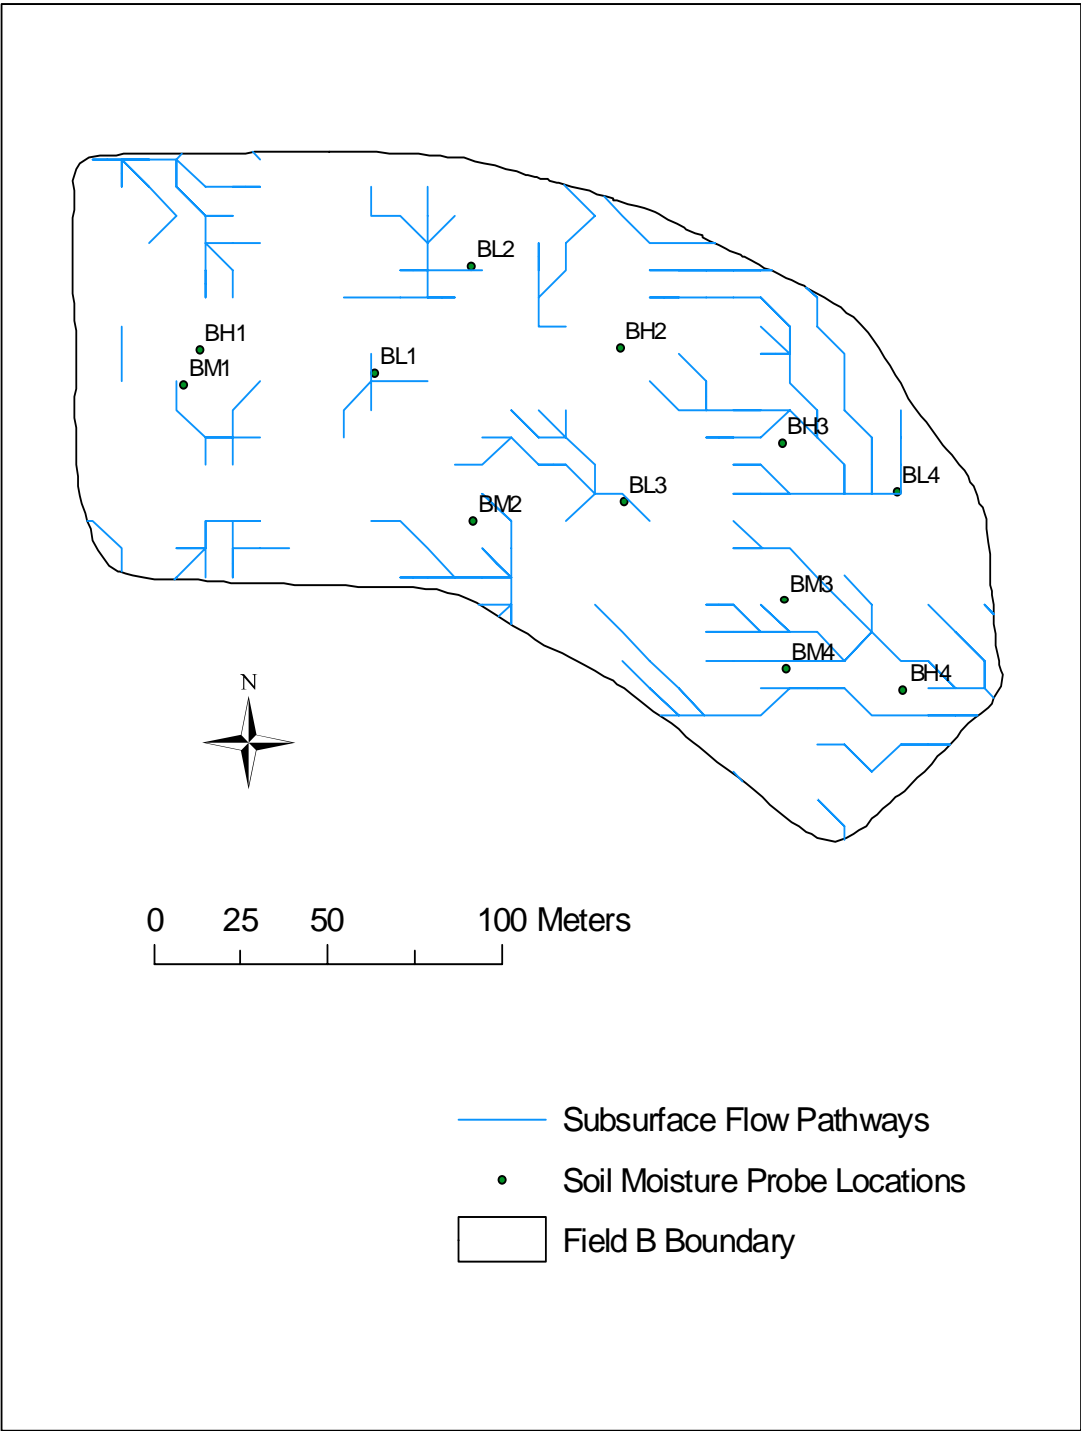 BL2
BH2
BH1
BL1
BM1
BH3
BL4
BL3
BM2
BM3
BM4
BH4
N
0 25 50 100 Meters
Subsurface Flow Pathways
Soil Moisture Probe Locations
Field B Boundary